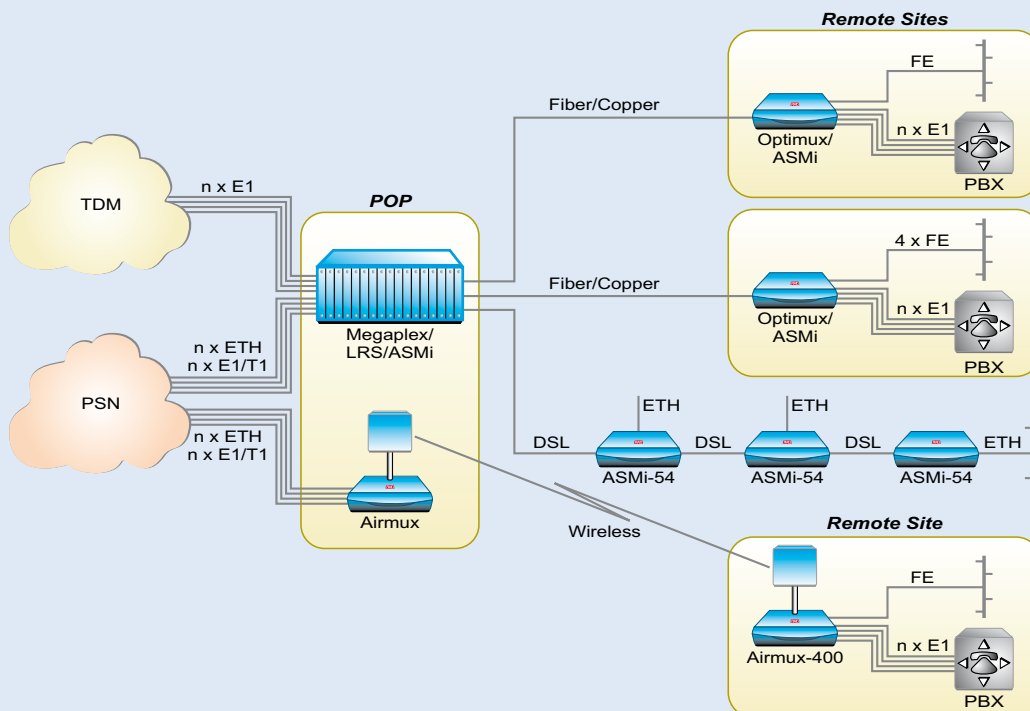 Remote Sites
FE
Fiber/Copper
Optimux/
ASMi
n x E1
PBX
TDM
n x E1
POP
4 x FE
Fiber/Copper
Optimux/
ASMi
n x E1
PBX
Megaplex/
LRS/ASMi
PSN
n x ETH
n x E1/T1
n x ETH
n x E1/T1
Airmux
ETH
ETH
DSL
DSL
DSL
ETH
ASMi-54
ASMi-54
ASMi-54
Wireless
Remote Site
FE
Airmux-400
n x E1
PBX